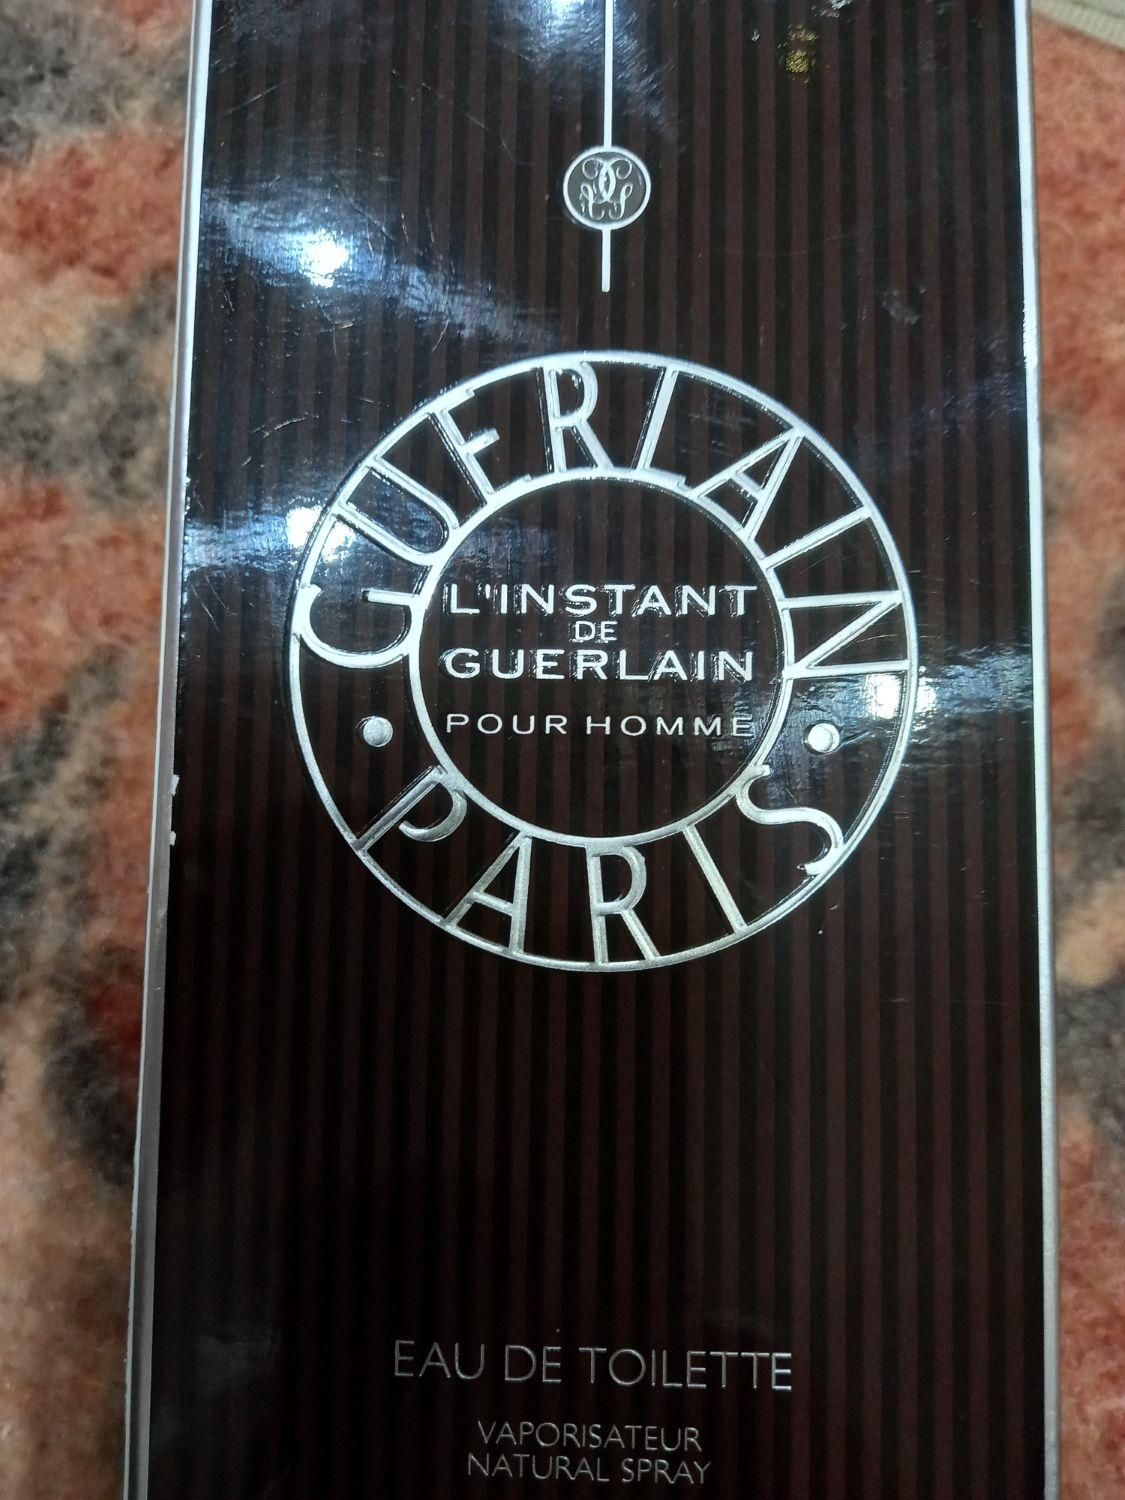 GUERLAIN
L'INSTANT
DE
GUERLAIN
POUR HOMME
PARIS
EAU DE TOILETTE
VAPORISATEUR
NATURAL SPRAY